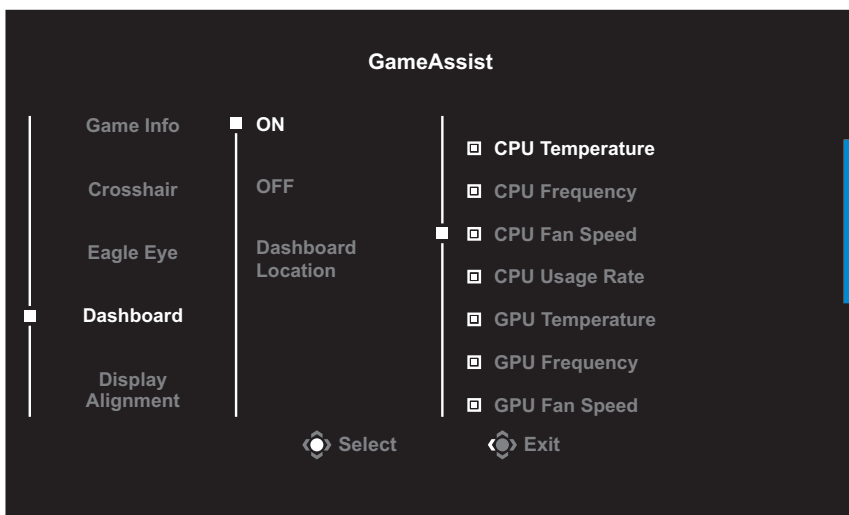 GameAssist
Game Info
Crosshair
Eagle Eye
Dashboard
Display
Alignment
ON
OFF
Dashboard
Location
CPU Temperature
CPU Frequency
CPU Fan Speed
CPU Usage Rate
GPU Temperature
GPU Frequency
GPU Fan Speed
Select
Exit